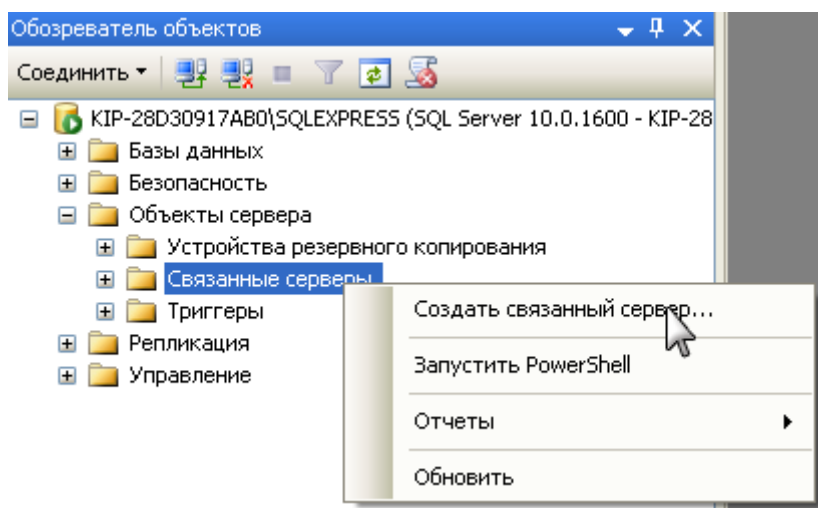 Обозреватель объектов
Соединить
KIP-28D30917AB0\SQLEXPRESS (SQL Server 10.0.1600 - KIP-28
Базы данных
Безопасность
Объекты сервера
Устройства резервного копирования
Связанные серверы
Триггеры
Репликация
Управление
Создать связанный сервер...
Запустить PowerShell
Отчеты
Обновить